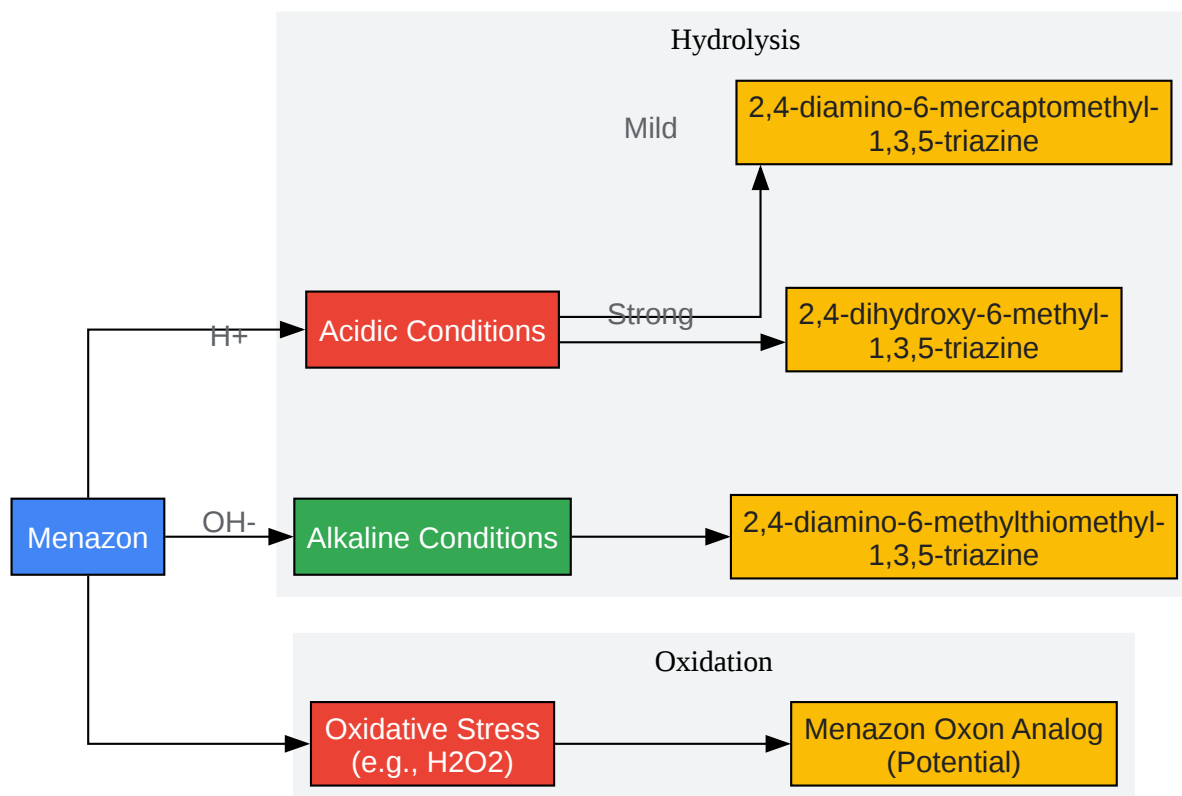 Hydrolysis
Mild
2,4-diamino-6-mercaptomethyl-
1,3,5-triazine
H+
Acidic Conditions
Strong
2,4-dihydroxy-6-methyl-
1,3,5-triazine
Menazon
OH-
Alkaline Conditions
2,4-diamino-6-methylthiomethyl-
1,3,5-triazine
Oxidation
Oxidative Stress
(e.g., H2O2)
Menazon Oxon Analog
(Potential)